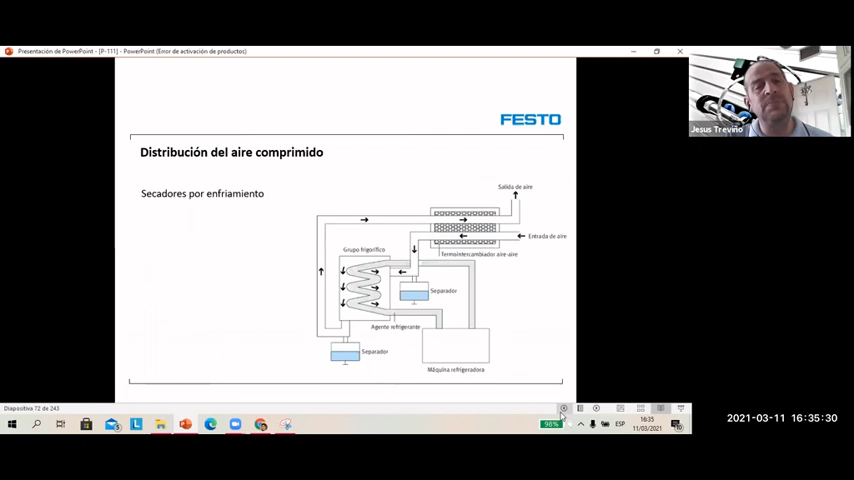 Presentación de PowerPoint - [P-111] - PowerPoint (Error de activación de productos)
FESTO
Jesus Treviño
Distribución del aire comprimido
Secadores por enfriamiento
Salida de aire
Entrada de aire
Termointercambiador aire-aire
Grupo frigorífico
Separador
Agente refrigerante
Separador
Máquina refrigeradora
Diapositiva 72 de 243
98%
ESP
16:35
11/03/2021
2021-03-11 16:35:30